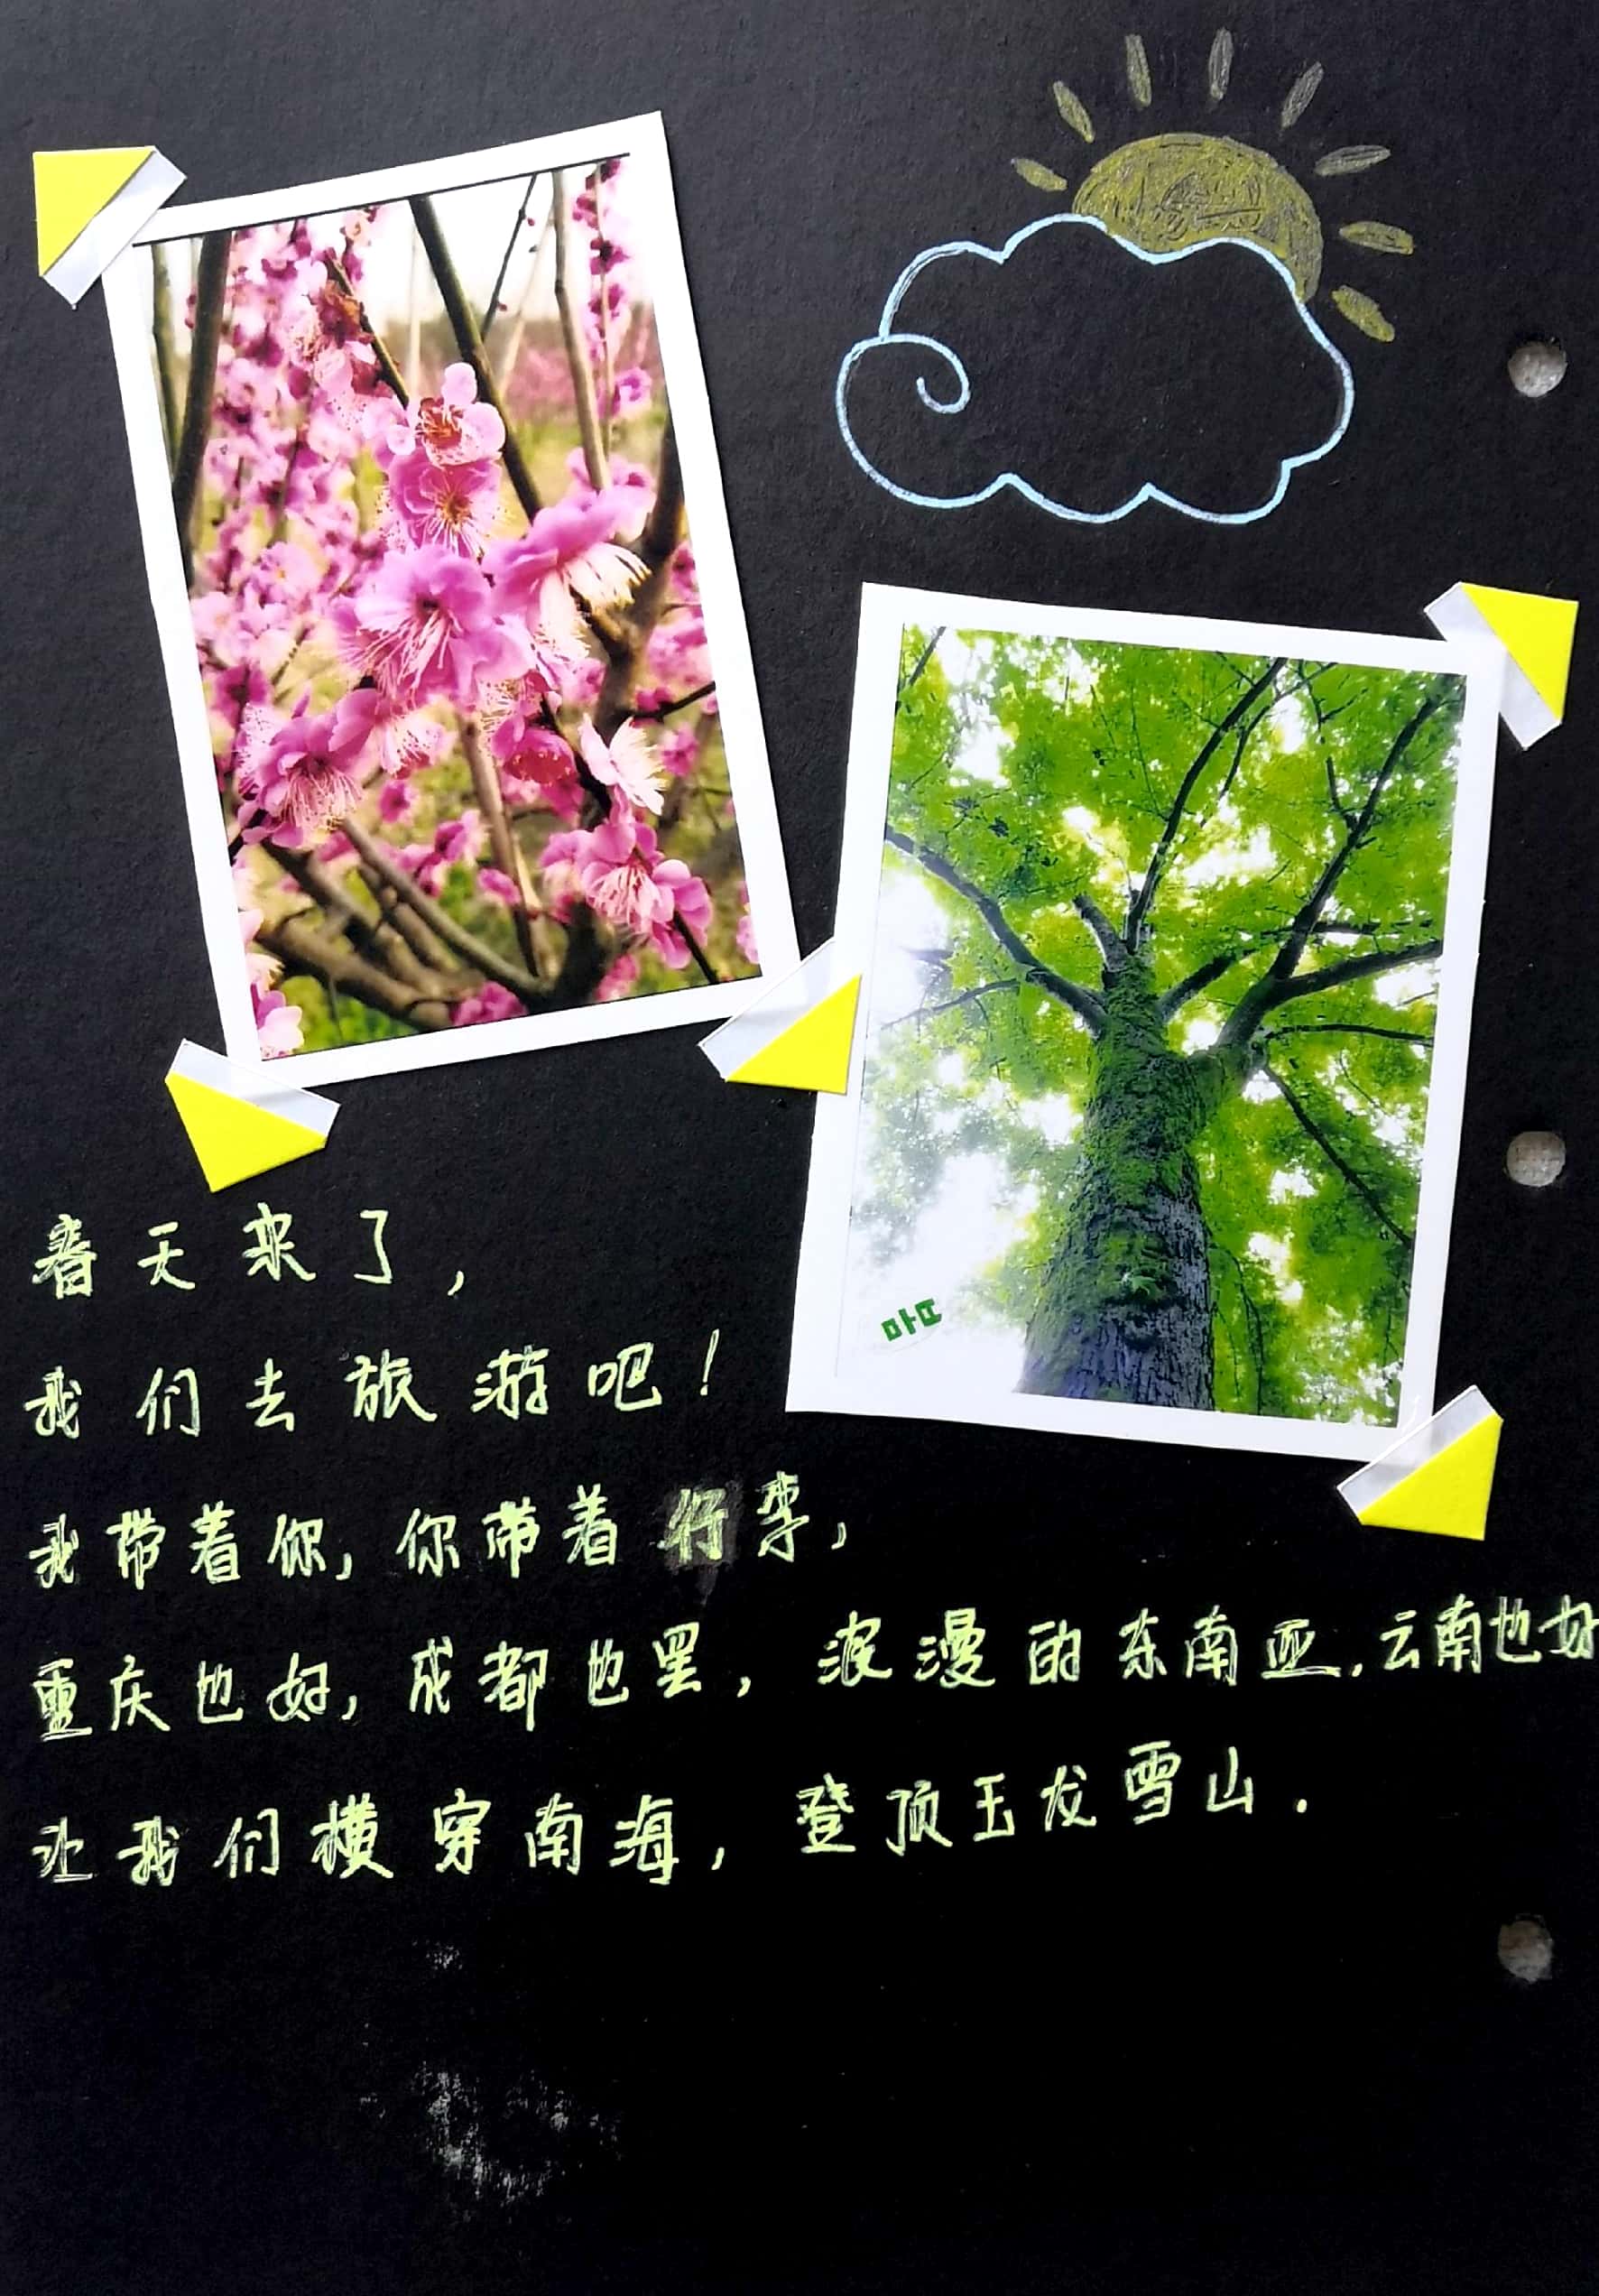 春天来了，
我们去旅游吧！
我带着你，你带着行李，
重庆也好，成都也罢，浪漫的东南亚，云南也好
让我们横穿南海，登顶玉龙雪山．